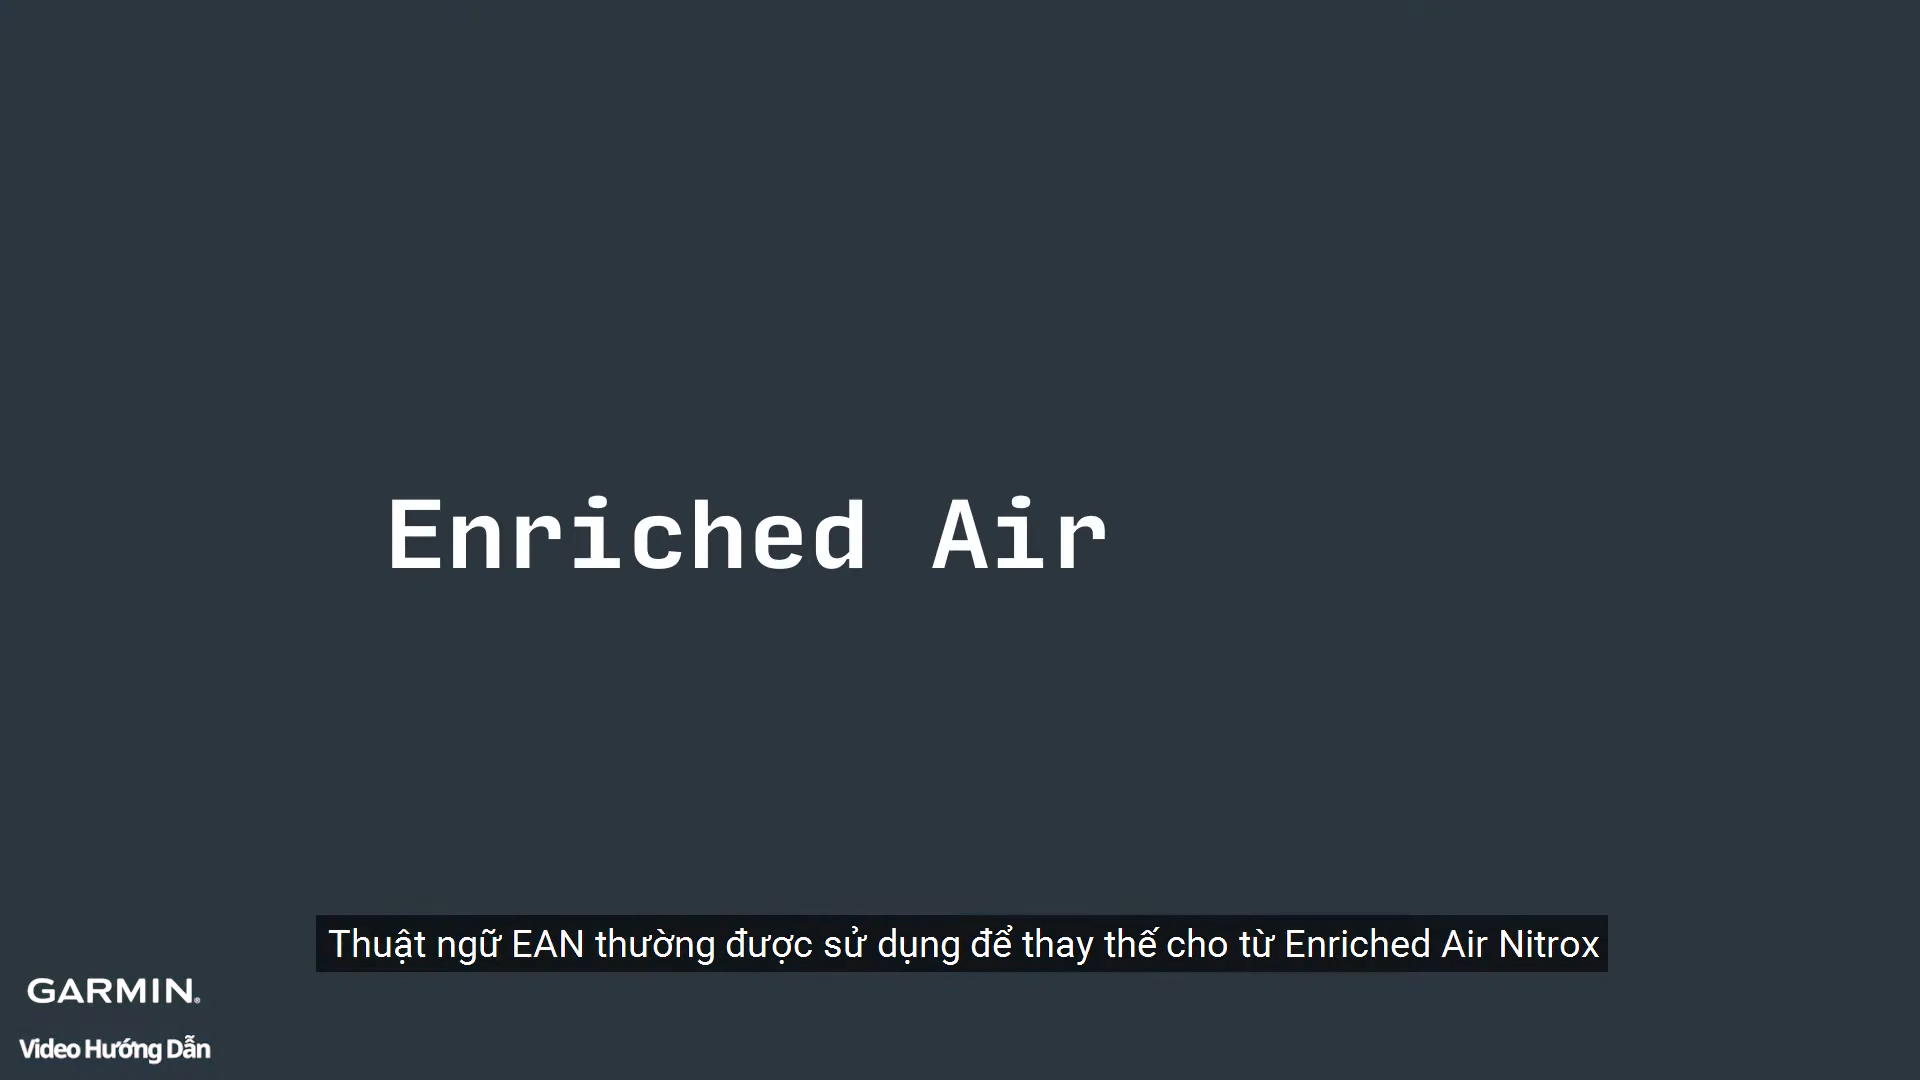 Enriched Air
Thuật ngữ EAN thường được sử dụng để thay thế cho từ Enriched Air Nitrox
GARMIN®
Video Hướng Dẫn